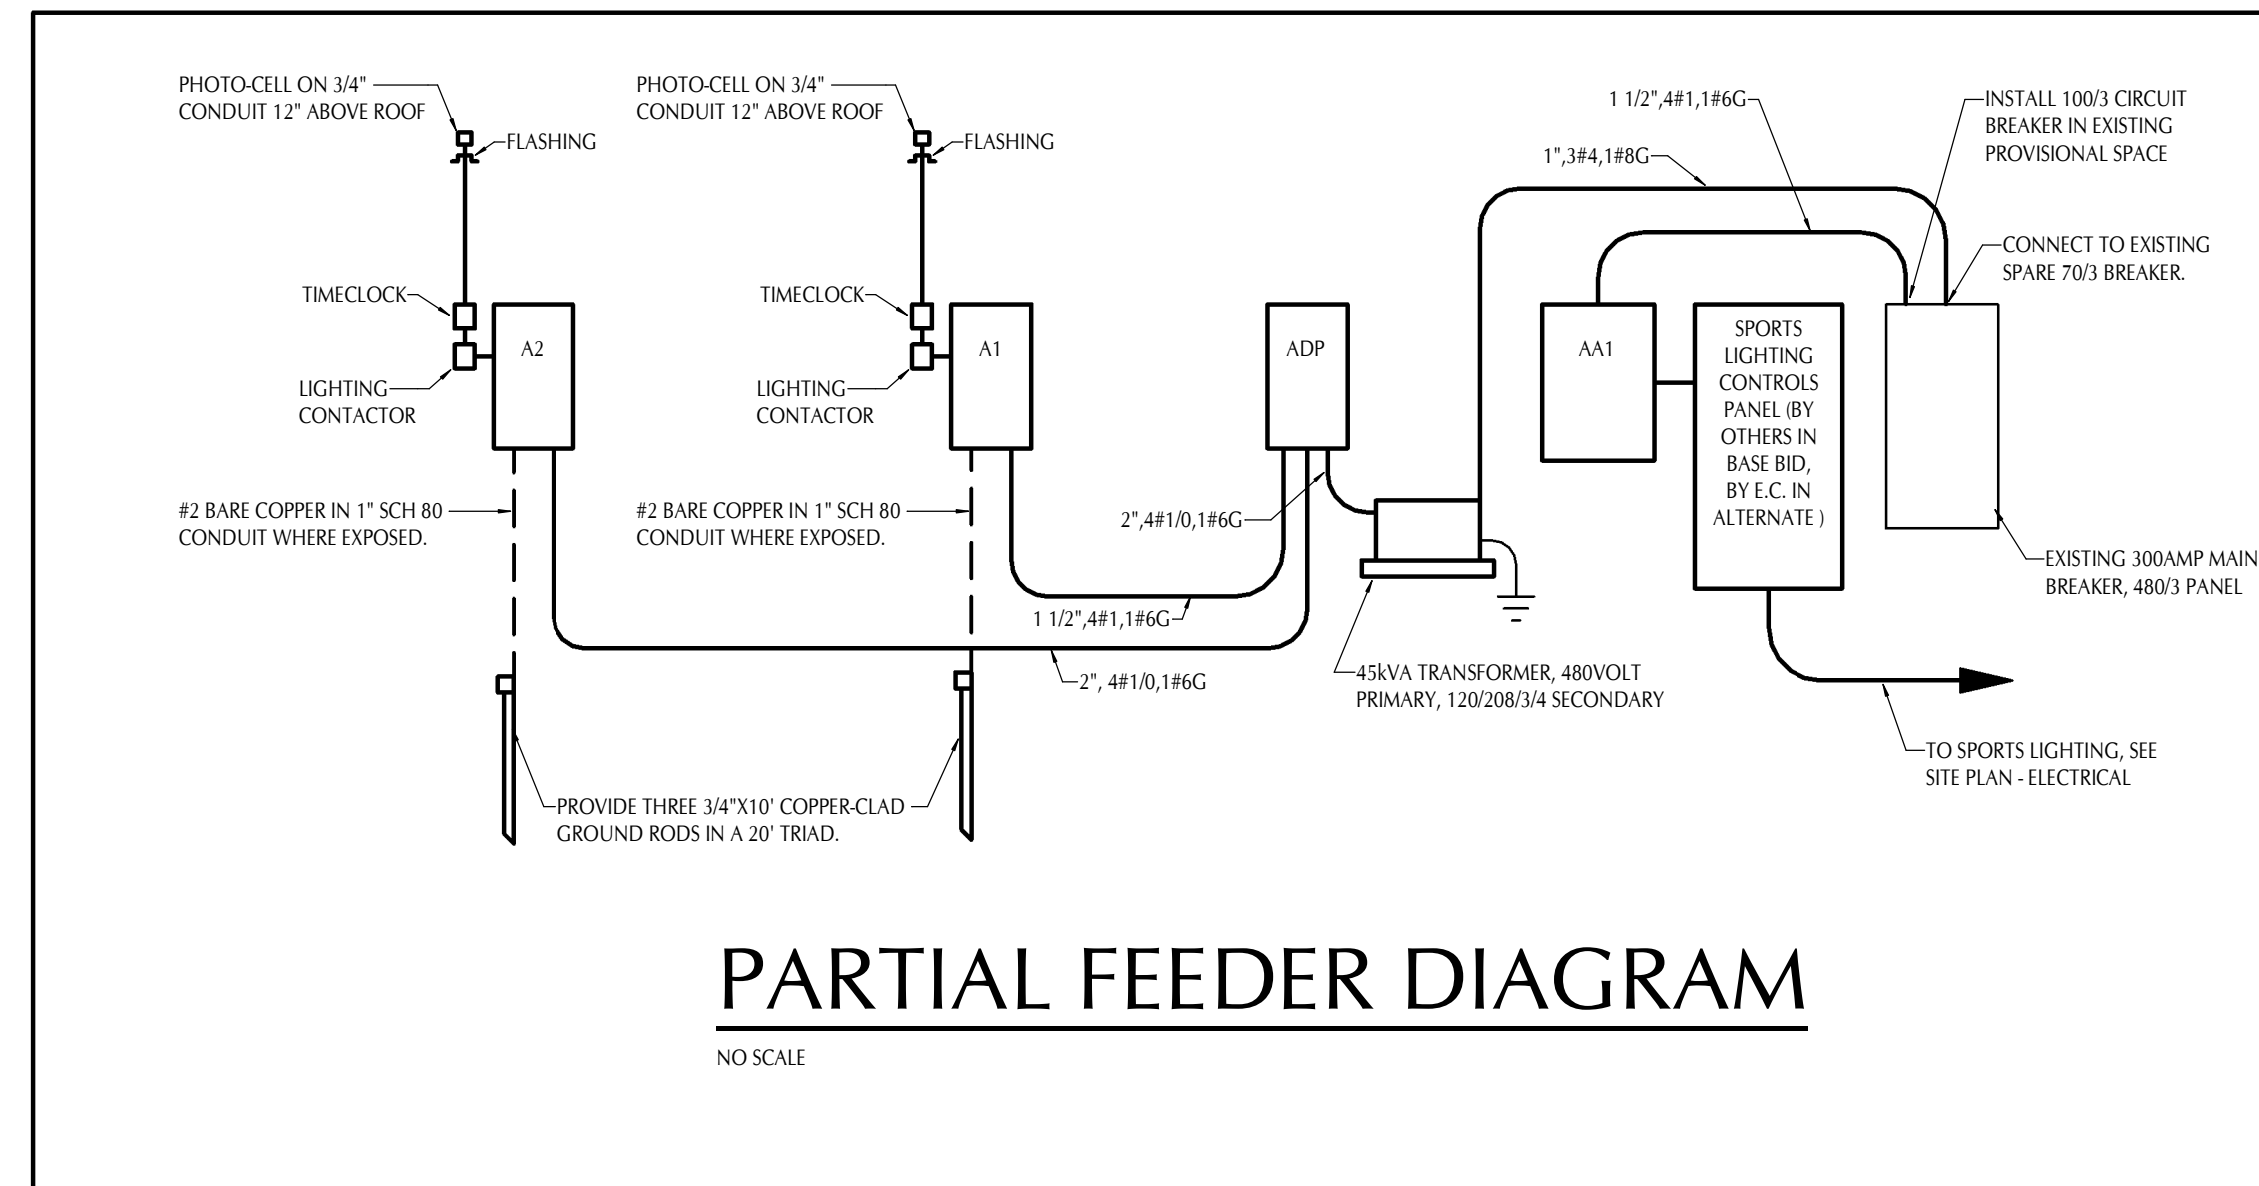 PHOTO-CELL ON 3/4"
CONDUIT 12" ABOVE ROOF
FLASHING
TIMECLOCK
LIGHTING
CONTACTOR
A2
#2 BARE COPPER IN 1" SCH 80
CONDUIT WHERE EXPOSED.
PHOTO-CELL ON 3/4"
CONDUIT 12" ABOVE ROOF
FLASHING
TIMECLOCK
LIGHTING
CONTACTOR
A1
#2 BARE COPPER IN 1" SCH 80
CONDUIT WHERE EXPOSED.
PROVIDE THREE 3/4"X10' COPPER-CLAD
GROUND RODS IN A 20' TRIAD.
ADP
2",4#1/0,1#6G
1 1/2",4#1,1#6G
2", 4#1/0,1#6G
45kVA TRANSFORMER, 480VOLT
PRIMARY, 120/208/3/4 SECONDARY
1 1/2",4#1,1#6G
1",3#4,1#8G
AA1
SPORTS
LIGHTING
CONTROLS
PANEL (BY
OTHERS IN
BASE BID,
BY E.C. IN
ALTERNATE )
INSTALL 100/3 CIRCUIT
BREAKER IN EXISTING
PROVISIONAL SPACE
CONNECT TO EXISTING
SPARE 70/3 BREAKER.
EXISTING 300AMP MAIN
BREAKER, 480/3 PANEL
TO SPORTS LIGHTING, SEE
SITE PLAN - ELECTRICAL
PARTIAL FEEDER DIAGRAM
NO SCALE